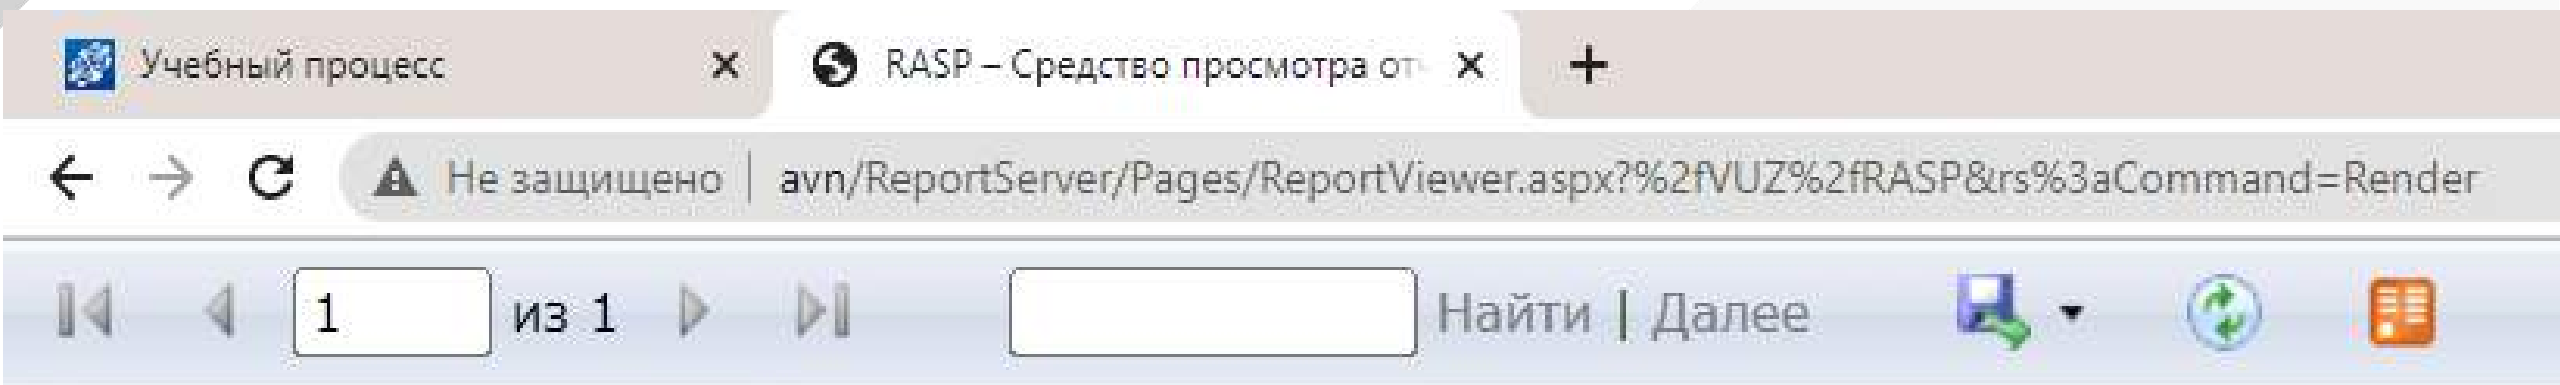 Учебный процесс RASP – Средство просмотра от
Не защищено avn/ReportServer/Pages/ReportViewer.aspx?%2fVUZ%2fRASP&rs%3aCommand=Render
1 из 1 Найти | Далее